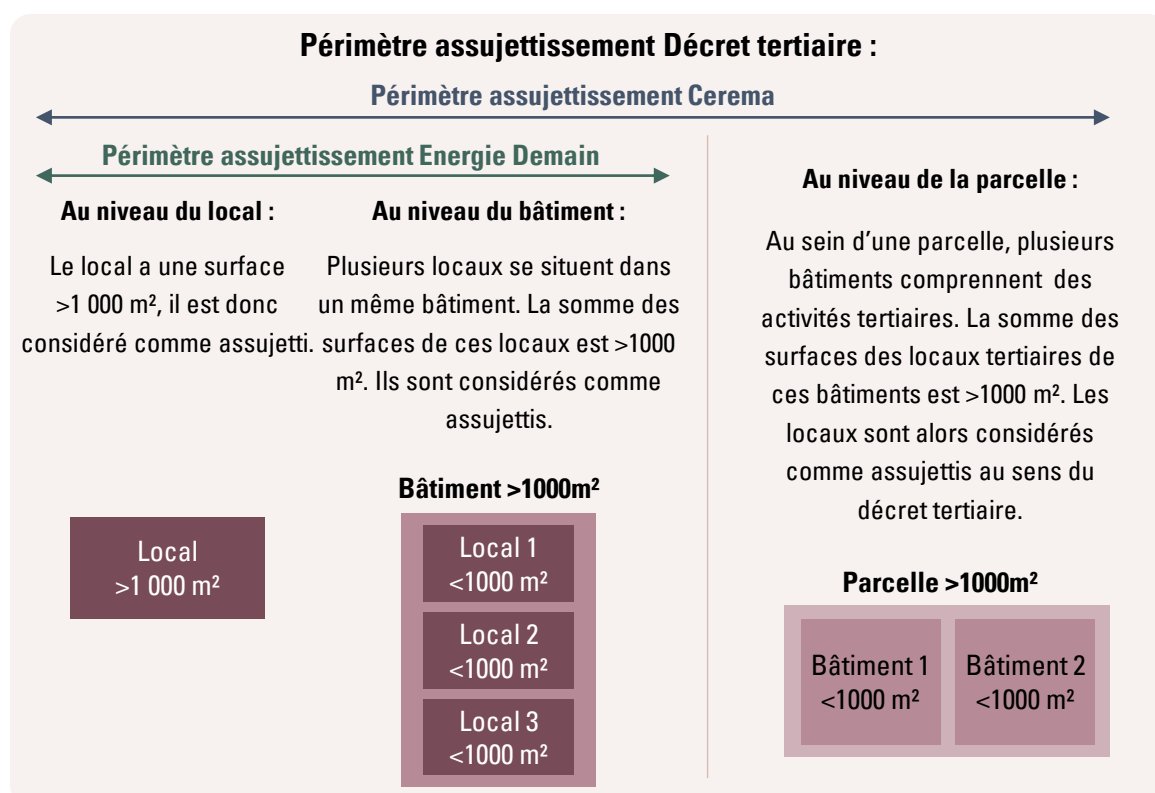 Périmètre assujettissement Décret tertiaire :
Périmètre assujettissement Cerema
Périmètre assujettissement Energie Demain
Au niveau du local :
Le local a une surface
>1 000 m², il est donc
considéré comme assujetti.
Au niveau du bâtiment :
Plusieurs locaux se situent dans
un même bâtiment. La somme des
surfaces de ces locaux est >1000
m². Ils sont considérés comme
assujettis.
Au niveau de la parcelle :
Au sein d’une parcelle, plusieurs
bâtiments comprennent des
activités tertiaires. La somme des
surfaces des locaux tertiaires de
ces bâtiments est >1000 m². Les
locaux sont alors considérés
comme assujettis au sens du
décret tertiaire.
Local
>1 000 m²
Bâtiment >1000m²
Local 1
<1000 m²
Local 2
<1000 m²
Local 3
<1000 m²
Parcelle >1000m²
Bâtiment 1
<1000 m²
Bâtiment 2
<1000 m²